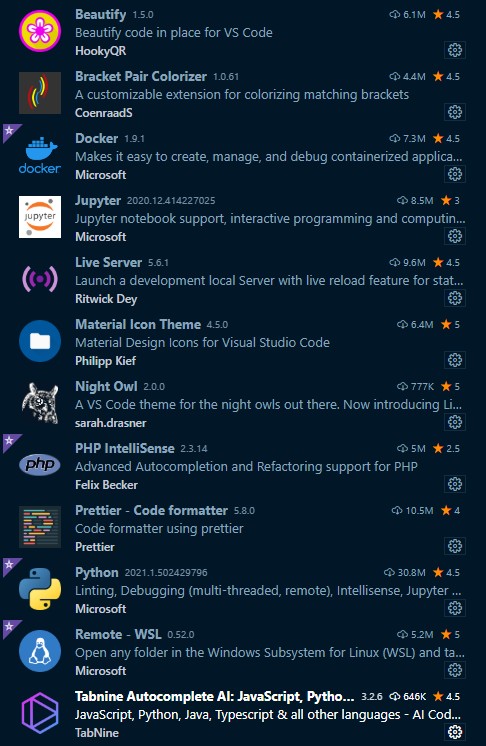 Beautify 1.5.0 6.1M ★ 4.5
Beautify code in place for VS Code
HookyQR
Bracket Pair Colorizer 1.0.61 4.4M ★ 4.5
A customizable extension for colorizing matching brackets
CoenraadS
Docker 1.9.1 7.3M ★ 4.5
docker
Makes it easy to create, manage, and debug containerized applica...
Microsoft
Jupyter 2020.12.414227025 8.5M ★ 3
jupyter
Jupyter notebook support, interactive programming and computin...
Microsoft
Live Server 5.6.1 9.6M ★ 4.5
Launch a development local Server with live reload feature for stat...
Ritwick Dey
Material Icon Theme 4.5.0 6.4M ★ 5
Material Design Icons for Visual Studio Code
Philipp Kief
Night Owl 2.0.0 777K ★ 5
A VS Code theme for the night owls out there. Now introducing Li...
sarah.drasner
PHP IntelliSense 2.3.14 5M ★ 2.5
php
Advanced Autocompletion and Refactoring support for PHP
Felix Becker
Prettier - Code formatter 5.8.0 10.5M ★ 4
Code formatter using prettier
Prettier
Python 2021.1.502429796 30.8M ★ 4.5
Linting, Debugging (multi-threaded, remote), Intellisense, Jupyter ...
Microsoft
Remote - WSL 0.52.0 5.2M ★ 5
Open any folder in the Windows Subsystem for Linux (WSL) and ta...
Microsoft
Tabnine Autocomplete AI: JavaScript, Pytho... 3.2.6 646K ★ 4.5
JavaScript, Python, Java, Typescript & all other languages - AI Cod...
TabNine